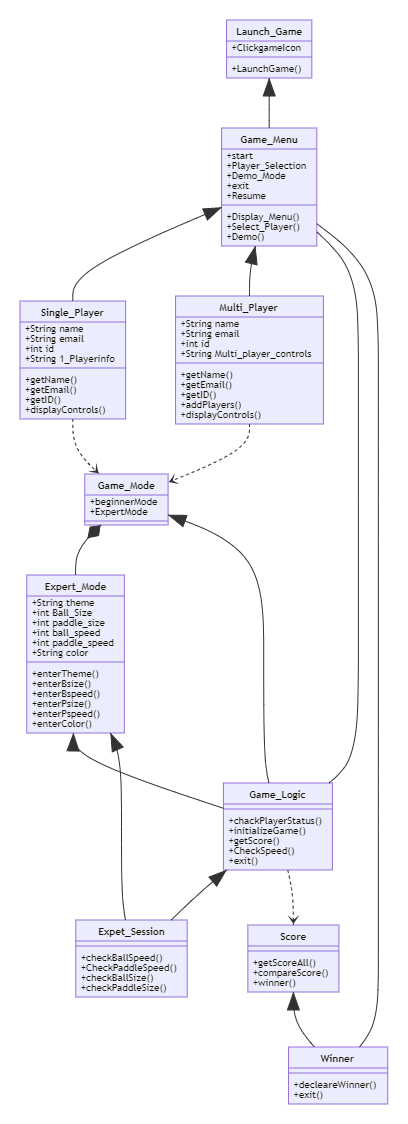 Launch_Game
+ClickgameIcon
+LaunchGame()
Game_Menu
+start
+Player_Selection
+Demo_Mode
+exit
+Resume
+Display_Menu()
+Select_Player()
+Demo()
Single_Player
+String name
+String email
+int id
+String 1_Playerinfo
+getName()
+getEmail()
+getID()
+displayControls()
Multi_Player
+String name
+String email
+int id
+String Multi_player_controls
+getName()
+getEmail()
+getID()
+addPlayers()
+displayControls()
Game_Mode
+beginnerMode
+ExpertMode
Expert_Mode
+String theme
+int Ball_Size
+int paddle_size
+int ball_speed
+int paddle_speed
+String color
+enterTheme()
+enterBsize()
+enterBspeed()
+enterPsize()
+enterPspeed()
+enterColor()
Game_Logic
+chackPlayerStatus()
+initializeGame()
+getScore()
+CheckSpeed()
+exit()
Expet_Session
+checkBallSpeed()
+CheckPaddleSpeed()
+checkBallSize()
+checkPaddleSize()
Score
+getScoreAll()
+compareScore()
+winner()
Winner
+decleareWinner()
+exit()